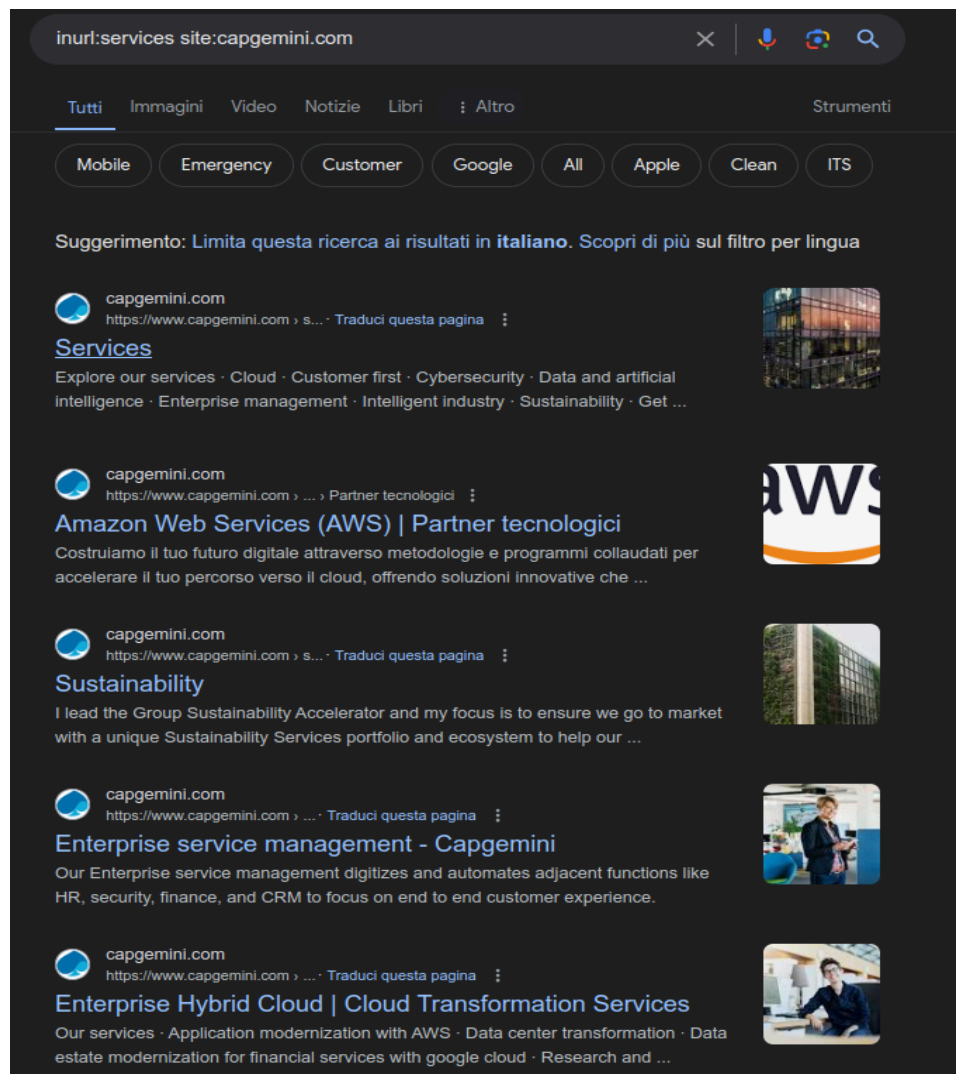 inurl:services site:capgemini.com
Tutti Immagini Video Notizie Libri Altro Strumenti
Mobile Emergency Customer Google All Apple Clean ITS
Suggerimento: Limita questa ricerca ai risultati in italiano. Scopri di più sul filtro per lingua
capgemini.com
https://www.capgemini.com › s... · Traduci questa pagina
Services
Explore our services · Cloud · Customer first · Cybersecurity · Data and artificial
intelligence · Enterprise management · Intelligent industry · Sustainability · Get ...
capgemini.com
https://www.capgemini.com › ... › Partner tecnologici
Amazon Web Services (AWS) | Partner tecnologici
Costruiamo il tuo futuro digitale attraverso metodologie e programmi collaudati per
accelerare il tuo percorso verso il cloud, offrendo soluzioni innovative che ...
aws
capgemini.com
https://www.capgemini.com › s... · Traduci questa pagina
Sustainability
I lead the Group Sustainability Accelerator and my focus is to ensure we go to market
with a unique Sustainability Services portfolio and ecosystem to help our ...
capgemini.com
https://www.capgemini.com › ... · Traduci questa pagina
Enterprise service management - Capgemini
Our Enterprise service management digitizes and automates adjacent functions like
HR, security, finance, and CRM to focus on end to end customer experience.
capgemini.com
https://www.capgemini.com › ... · Traduci questa pagina
Enterprise Hybrid Cloud | Cloud Transformation Services
Our services · Application modernization with AWS · Data center transformation · Data
estate modernization for financial services with google cloud · Research and ...